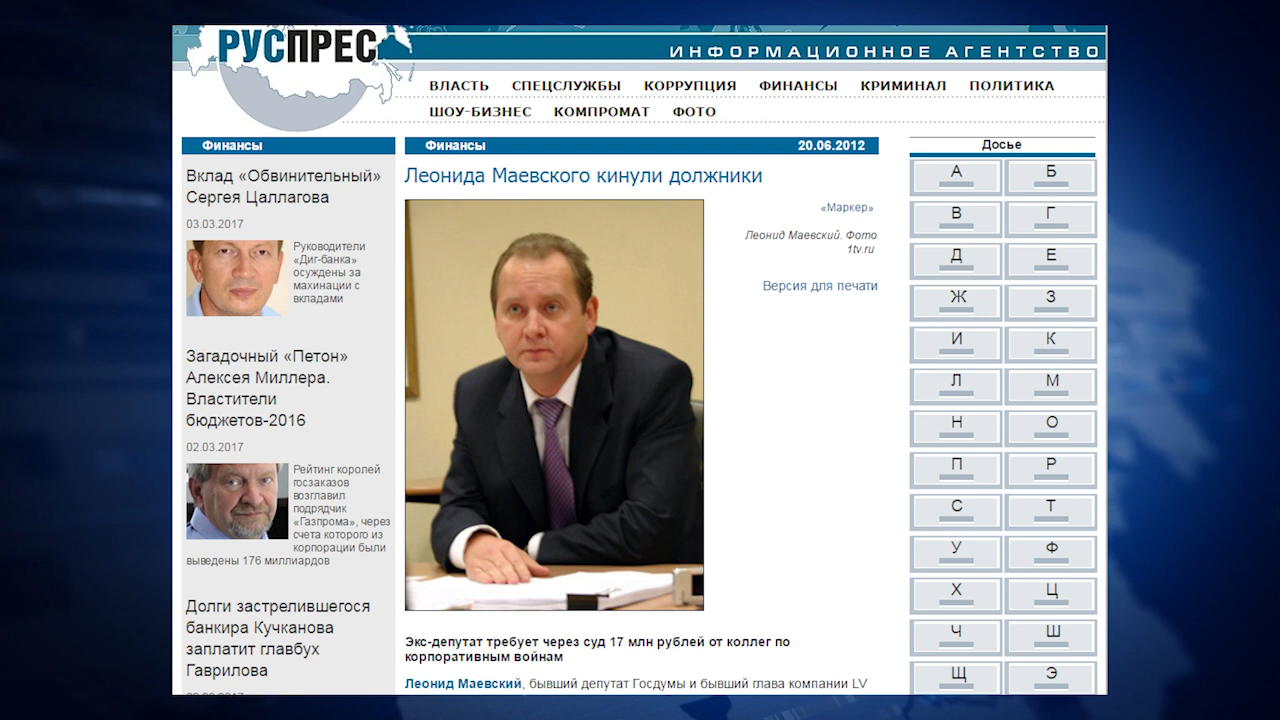 РУСПРЕС
ИНФОРМАЦИОННОЕ АГЕНТСТВО
ВЛАСТЬ СПЕЦСЛУЖБЫ КОРРУПЦИЯ ФИНАНСЫ КРИМИНАЛ ПОЛИТИКА
ШОУ-БИЗНЕС КОМПРОМАТ ФОТО
Финансы
Вклад «Обвинительный»
Сергея Цаллагова
03.03.2017
Руководители
«Диг-банка»
осуждены за
махинации с
вкладами
Загадочный «Петон»
Алексея Миллера.
Властители
бюджетов-2016
02.03.2017
Рейтинг королей
госзаказов
возглавил
подрядчик
«Газпрома», через
счета которого из
корпорации были
выведены 176 миллиардов
Долги застрелившегося
банкира Кучканова
заплатит главбух
Гаврилова
Финансы 20.06.2012
Леонида Маевского кинули должники
«Маркер»
Леонид Маевский. Фото
1tv.ru
Версия для печати
Экс-депутат требует через суд 17 млн рублей от коллег по
корпоративным войнам
Леонид Маевский, бывший депутат Госдумы и бывший глава компании LV
Досье
А Б
В Г
Д Е
Ж З
И К
Л М
Н О
П Р
С Т
У Ф
Х Ц
Ч Ш
Щ Э